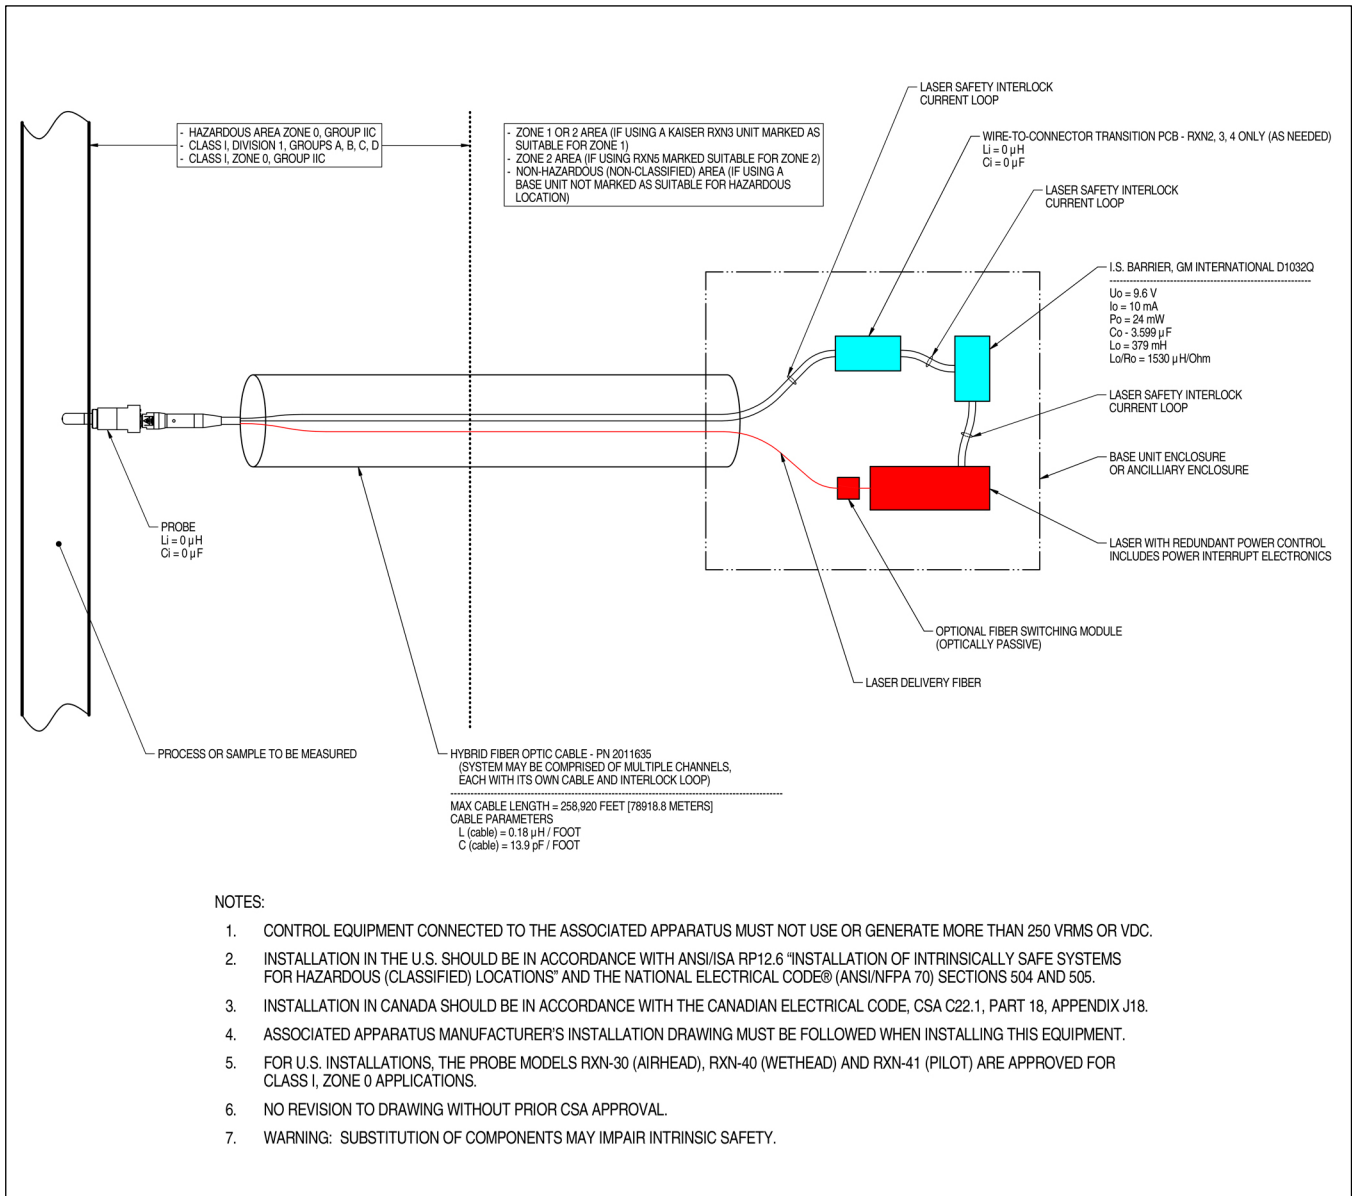 LASER SAFETY INTERLOCK
CURRENT LOOP
- HAZARDOUS AREA ZONE 0, GROUP IIC
- CLASS I, DIVISION 1, GROUPS A, B, C, D
- CLASS I, ZONE 0, GROUP IIC
- ZONE 1 OR 2 AREA (IF USING A KAISER RXN3 UNIT MARKED AS
SUITABLE FOR ZONE 1)
- ZONE 2 AREA (IF USING RXN5 MARKED SUITABLE FOR ZONE 2)
- NON-HAZARDOUS (NON-CLASSIFIED) AREA (IF USING A
BASE UNIT NOT MARKED AS SUITABLE FOR HAZARDOUS
LOCATION)
WIRE-TO-CONNECTOR TRANSITION PCB - RXN2, 3, 4 ONLY (AS NEEDED)
Li = 0 µH
Ci = 0 µF
LASER SAFETY INTERLOCK
CURRENT LOOP
I.S. BARRIER, GM INTERNATIONAL D1032Q
Uo = 9.6 V
Io = 10 mA
Po = 24 mW
Co - 3.599 µF
Lo = 379 mH
Lo/Ro = 1530 µH/Ohm
LASER SAFETY INTERLOCK
CURRENT LOOP
BASE UNIT ENCLOSURE
OR ANCILLIARY ENCLOSURE
PROBE
Li = 0 µH
Ci = 0 µF
LASER WITH REDUNDANT POWER CONTROL
INCLUDES POWER INTERRUPT ELECTRONICS
OPTIONAL FIBER SWITCHING MODULE
(OPTICALLY PASSIVE)
LASER DELIVERY FIBER
PROCESS OR SAMPLE TO BE MEASURED
HYBRID FIBER OPTIC CABLE - PN 2011635
(SYSTEM MAY BE COMPRISED OF MULTIPLE CHANNELS,
EACH WITH ITS OWN CABLE AND INTERLOCK LOOP)
MAX CABLE LENGTH = 258,920 FEET [78918.8 METERS]
CABLE PARAMETERS
L (cable) = 0.18 µH / FOOT
C (cable) = 13.9 pF / FOOT
NOTES:
1. CONTROL EQUIPMENT CONNECTED TO THE ASSOCIATED APPARATUS MUST NOT USE OR GENERATE MORE THAN 250 VRMS OR VDC.
2. INSTALLATION IN THE U.S. SHOULD BE IN ACCORDANCE WITH ANSI/ISA RP12.6 “INSTALLATION OF INTRINSICALLY SAFE SYSTEMS
FOR HAZARDOUS (CLASSIFIED) LOCATIONS” AND THE NATIONAL ELECTRICAL CODE® (ANSI/NFPA 70) SECTIONS 504 AND 505.
3. INSTALLATION IN CANADA SHOULD BE IN ACCORDANCE WITH THE CANADIAN ELECTRICAL CODE, CSA C22.1, PART 18, APPENDIX J18.
4. ASSOCIATED APPARATUS MANUFACTURER'S INSTALLATION DRAWING MUST BE FOLLOWED WHEN INSTALLING THIS EQUIPMENT.
5. FOR U.S. INSTALLATIONS, THE PROBE MODELS RXN-30 (AIRHEAD), RXN-40 (WETHEAD) AND RXN-41 (PILOT) ARE APPROVED FOR
CLASS I, ZONE 0 APPLICATIONS.
6. NO REVISION TO DRAWING WITHOUT PRIOR CSA APPROVAL.
7. WARNING: SUBSTITUTION OF COMPONENTS MAY IMPAIR INTRINSIC SAFETY.